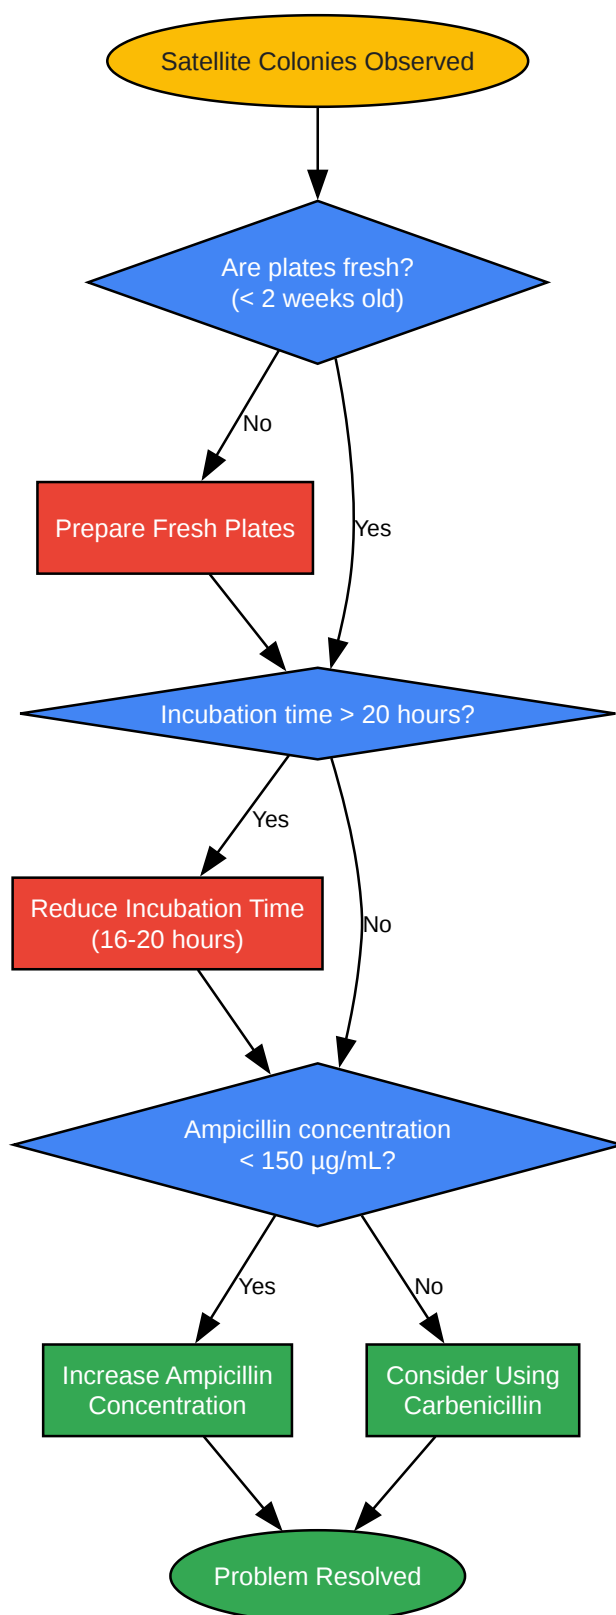 Satellite Colonies Observed
Are plates fresh?
(< 2 weeks old)
No
Prepare Fresh Plates
Yes
Incubation time > 20 hours?
Yes
Reduce Incubation Time
(16-20 hours)
No
Ampicillin concentration
< 150 µg/mL?
Yes
No
Increase Ampicillin
Concentration
Consider Using
Carbenicillin
Problem Resolved